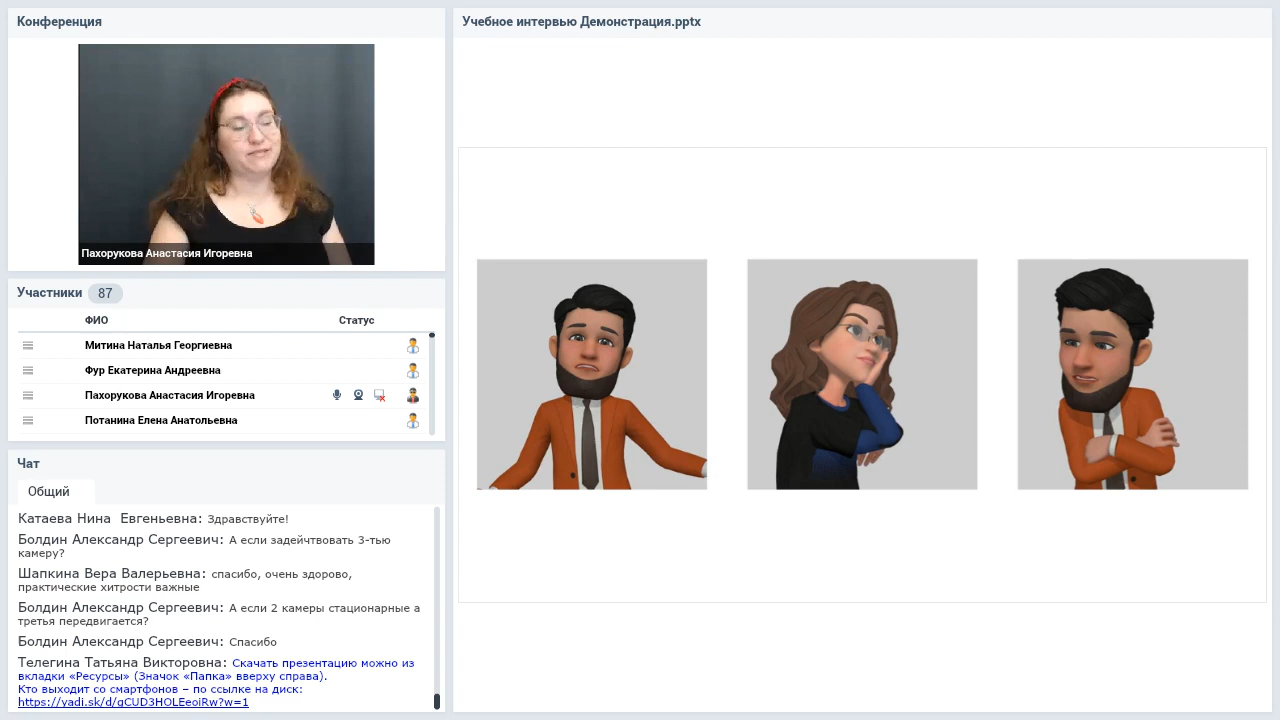 Конференция
Пахорукова Анастасия Игоревна
Участники 87
ФИО Статус
Митина Наталья Георгиевна
Фур Екатерина Андреевна
Пахорукова Анастасия Игоревна
Потанина Елена Анатольевна
Чат
Общий
Катаева Нина  Евгеньевна: Здравствуйте!
Болдин Александр Сергеевич: А если задейчтвовать 3-тью
камеру?
Шапкина Вера Валерьевна: спасибо, очень здорово,
практические хитрости важные
Болдин Александр Сергеевич: А если 2 камеры стационарные а
третья передвигается?
Болдин Александр Сергеевич: Спасибо
Телегина Татьяна Викторовна: Скачать презентацию можно из
вкладки «Ресурсы» (Значок «Папка» вверху справа).
Кто выходит со смартфонов – по ссылке на диск:
https://yadi.sk/d/gCUD3HOLEeoiRw?w=1
Учебное интервью Демонстрация.pptx